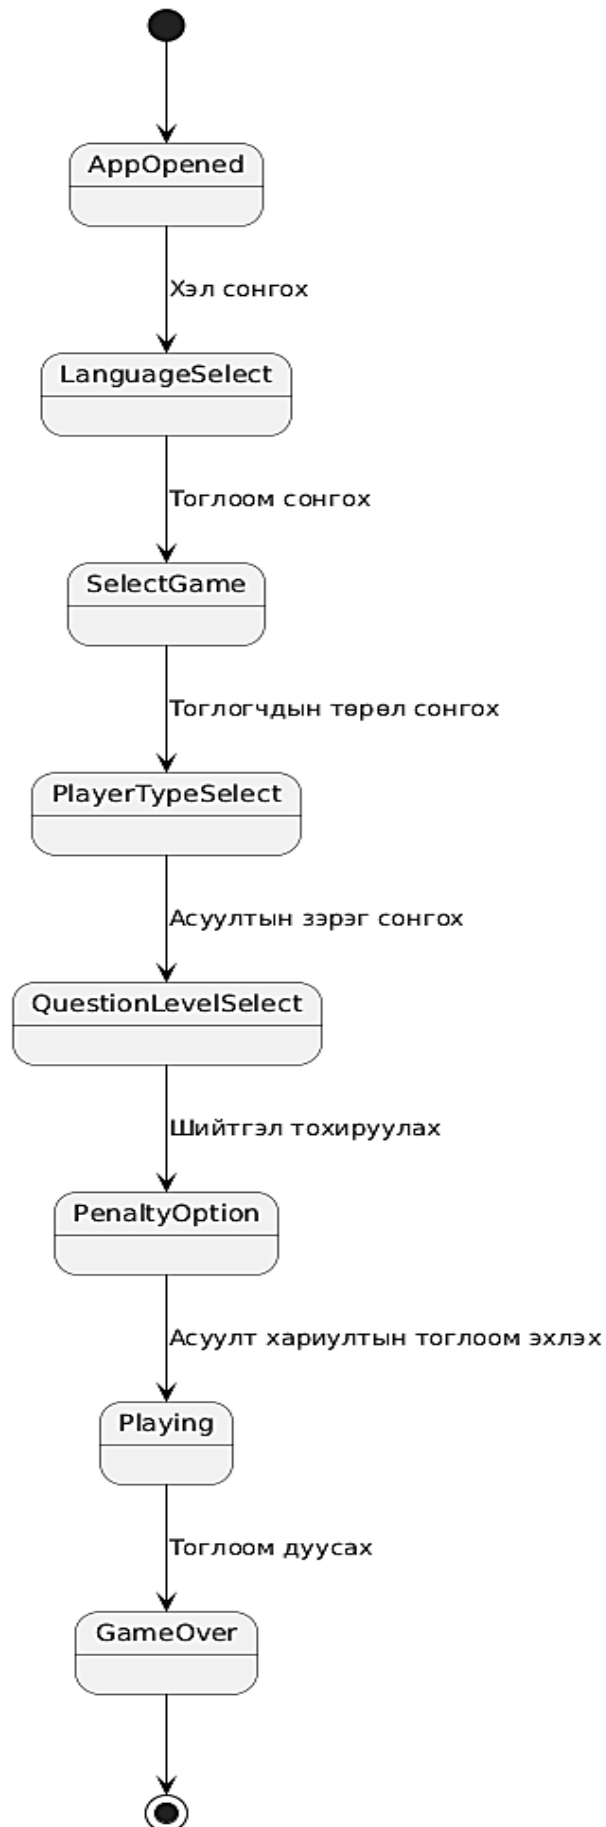 AppOpened
Хэл сонгох
LanguageSelect
Тоглоом сонгох
SelectGame
Тоглогчдын төрөл сонгох
PlayerTypeSelect
Асуултын зэрэг сонгох
QuestionLevelSelect
Шийтгэл тохируулах
PenaltyOption
Асуулт хариултын тоглоом эхлэх
Playing
Тоглоом дуусах
GameOver